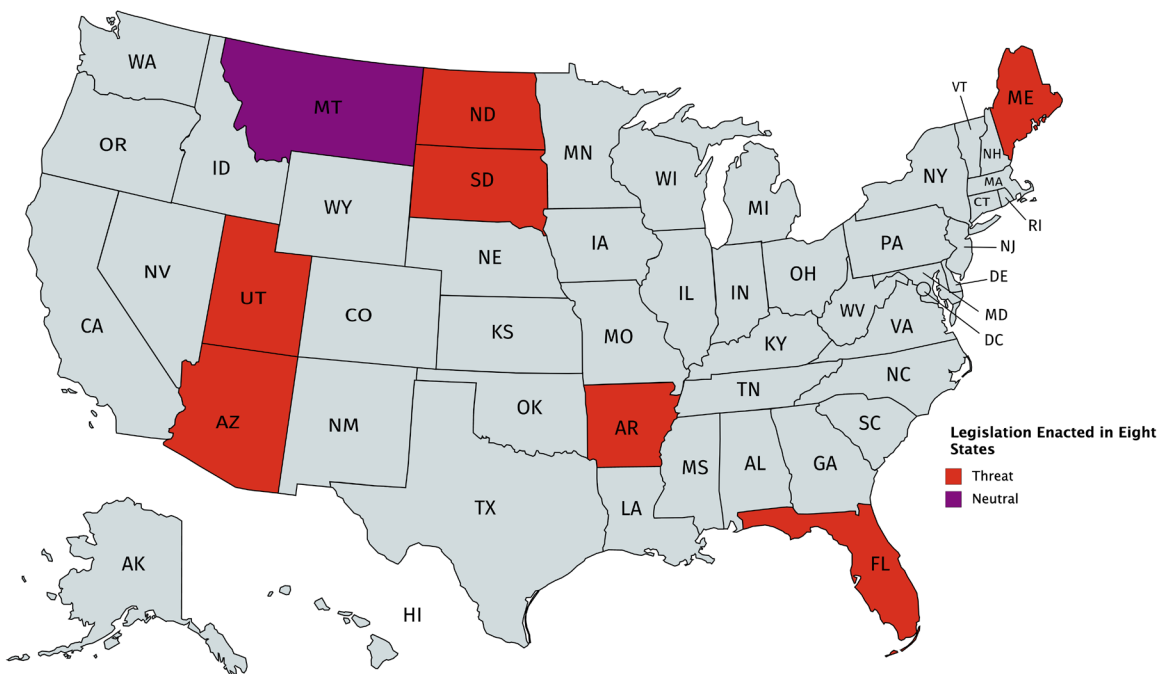 WA
MT
ND
ME
VT
OR
ID
MN
SD
WI
NH
NY
MA
CT
RI
WY
MI
IA
PA
NJ
NE
NV
UT
OH
DE
IL
IN
CO
WV
MD
CA
KS
MO
VA
DC
KY
NC
TN
AZ
NM
OK
AR
SC
Legislation Enacted in Eight
States
MS
AL
GA
Threat
Neutral
TX
LA
AK
FL
HI